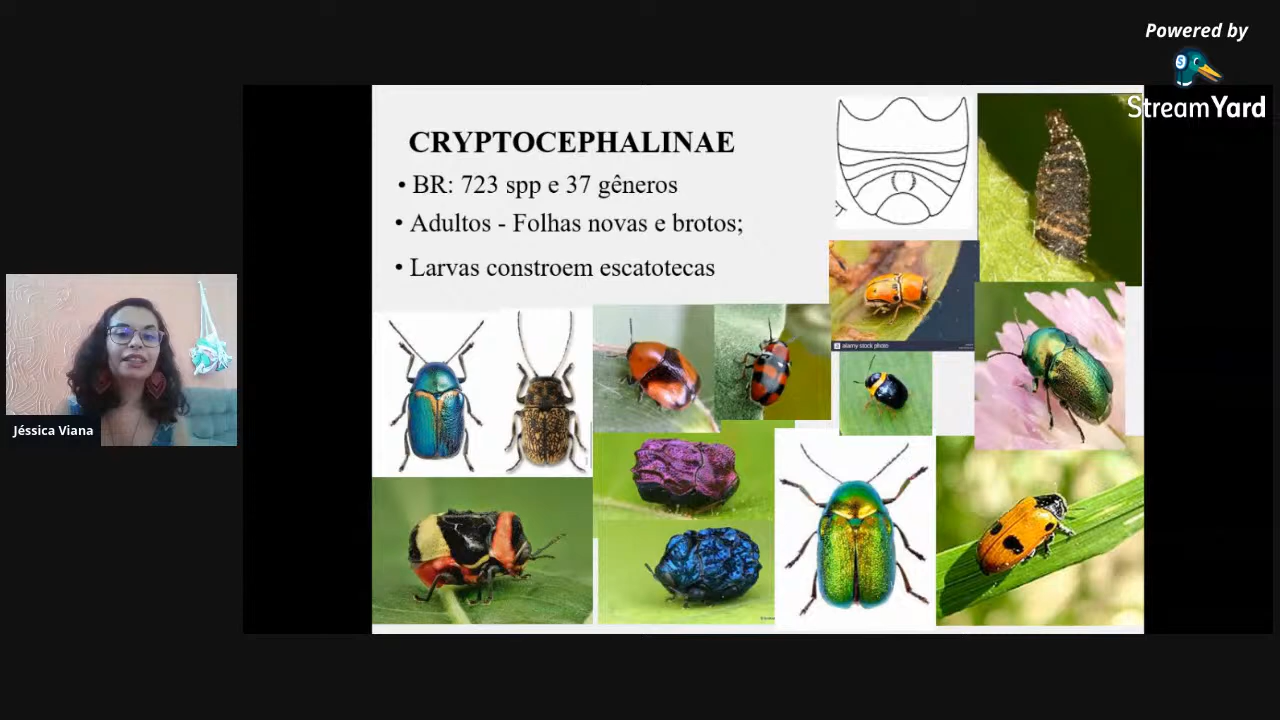 Powered by
StreamYard
CRYPTOCEPHALINAE
• BR: 723 spp e 37 gêneros
• Adultos - Folhas novas e brotos;
• Larvas constroem escatotecas
alamy stock photo
Jéssica Viana